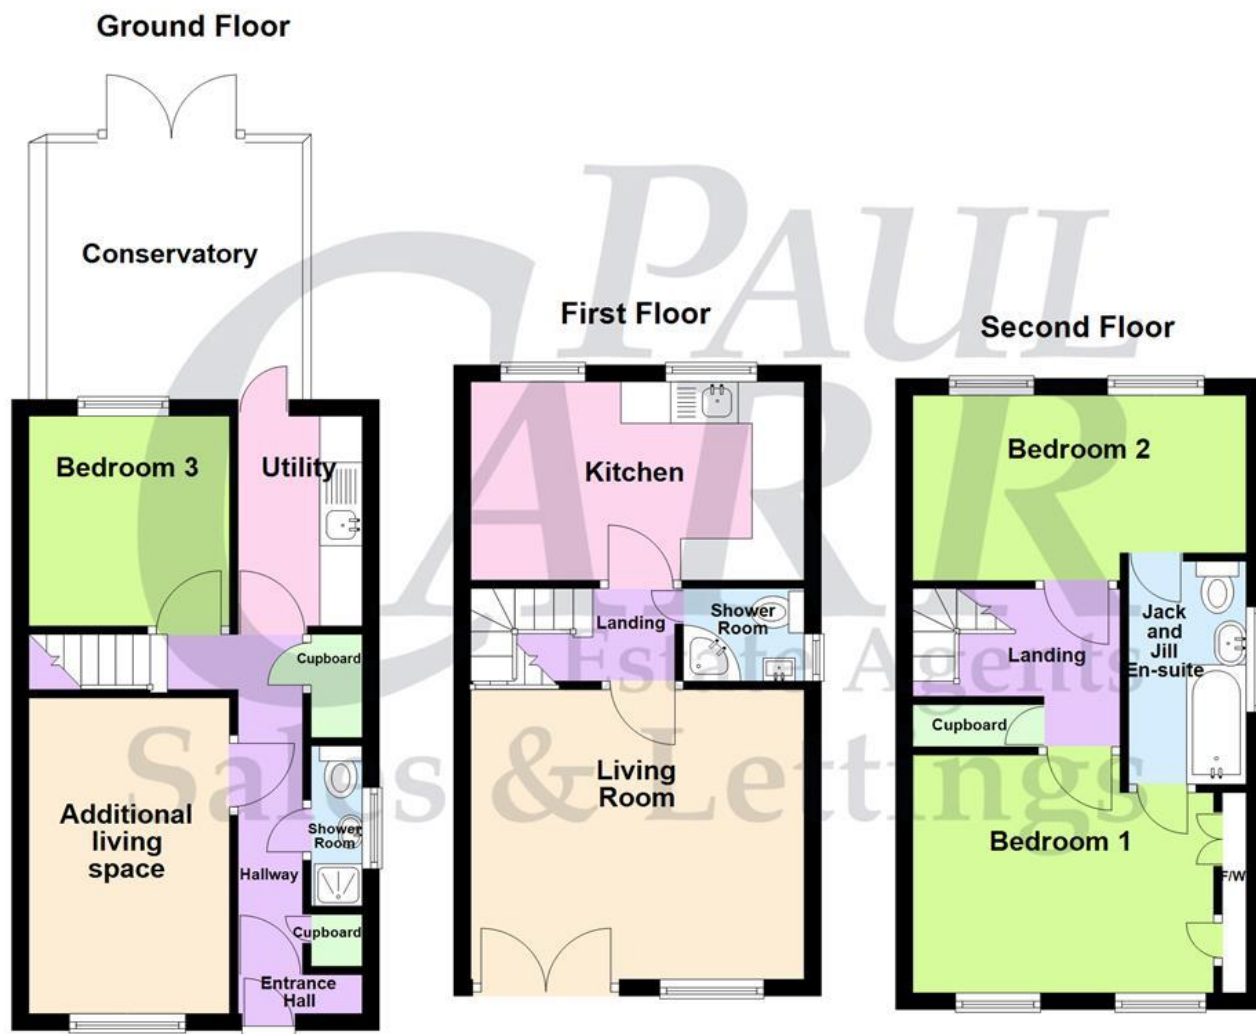 Ground Floor
Conservatory
Bedroom 3
Utility
Cupboard
Additional
living
space
Shower
Room
Hallway
Cupboard
Entrance
Hall
First Floor
Kitchen
Landing
Shower
Room
Living
Room
Second Floor
Bedroom 2
Jack
and
Jill
En-suite
Landing
Cupboard
Bedroom 1
F/W
PAUL
CARR
Estate Agents
Sales & Lettings